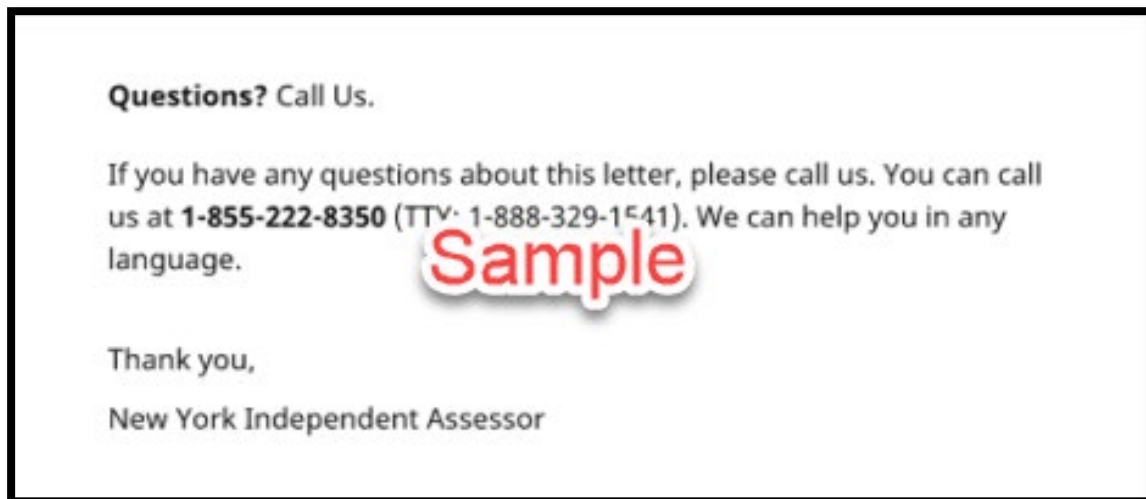 Questions? Call Us.
If you have any questions about this letter, please call us. You can call
us at 1-855-222-8350 (TTY: 1-888-329-1541). We can help you in any
language.
Sample
Thank you,
New York Independent Assessor